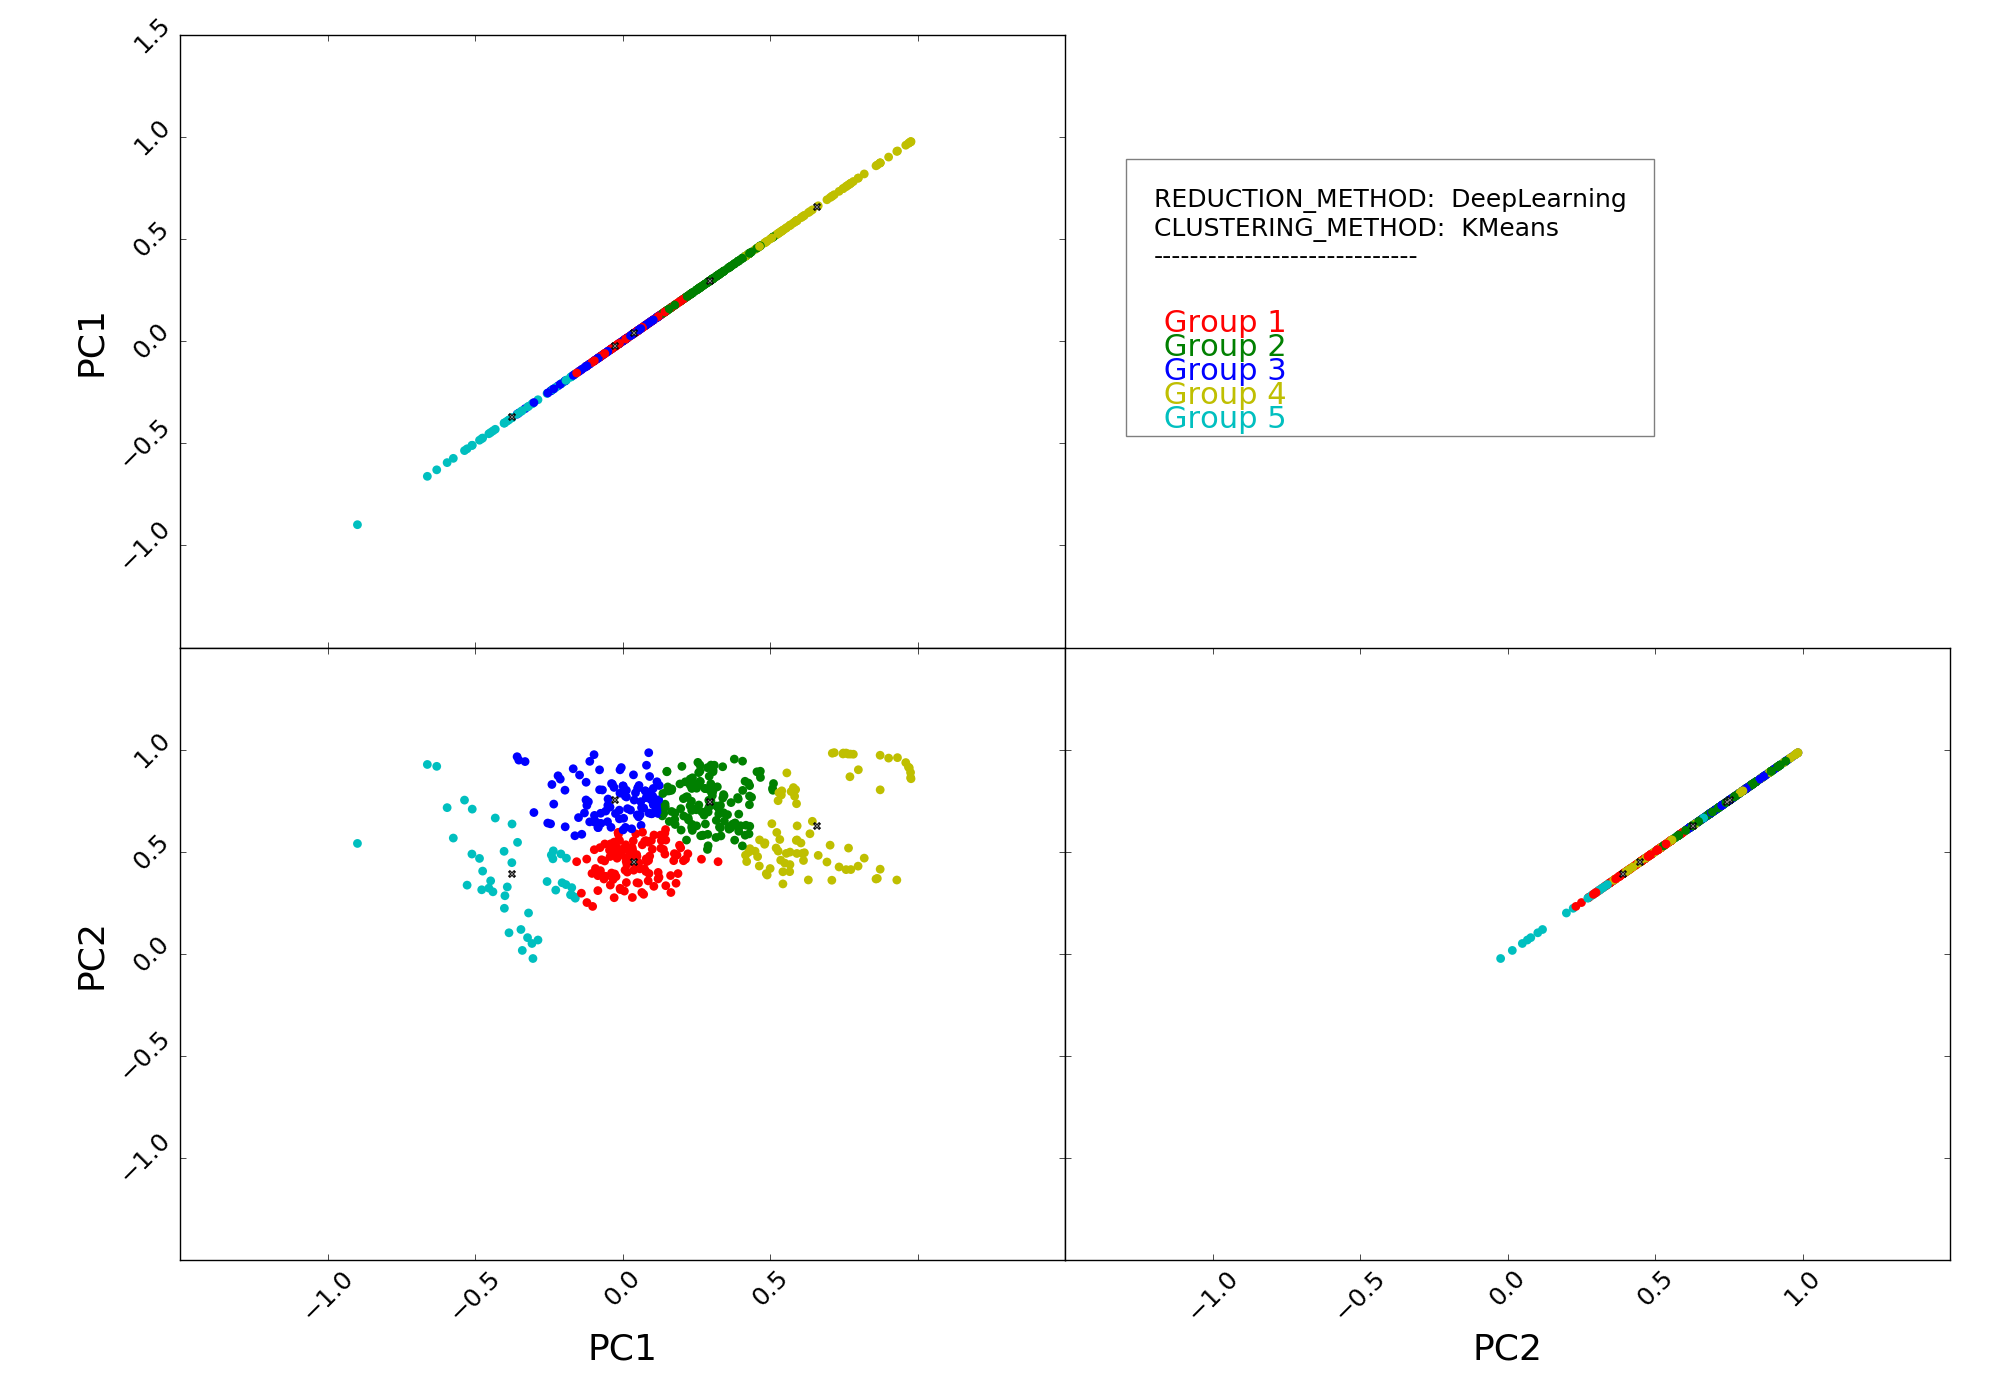 1.5
1.0
0.5
0.0
−0.5
−1.0
PC1
REDUCTION_METHOD:  DeepLearning
CLUSTERING_METHOD:  KMeans
-----------------------------
Group 1
Group 2
Group 3
Group 4
Group 5
1.0
0.5
0.0
−0.5
−1.0
PC2
−1.0 −0.5 0.0 0.5
−1.0 −0.5 0.0 0.5 1.0
PC1
PC2